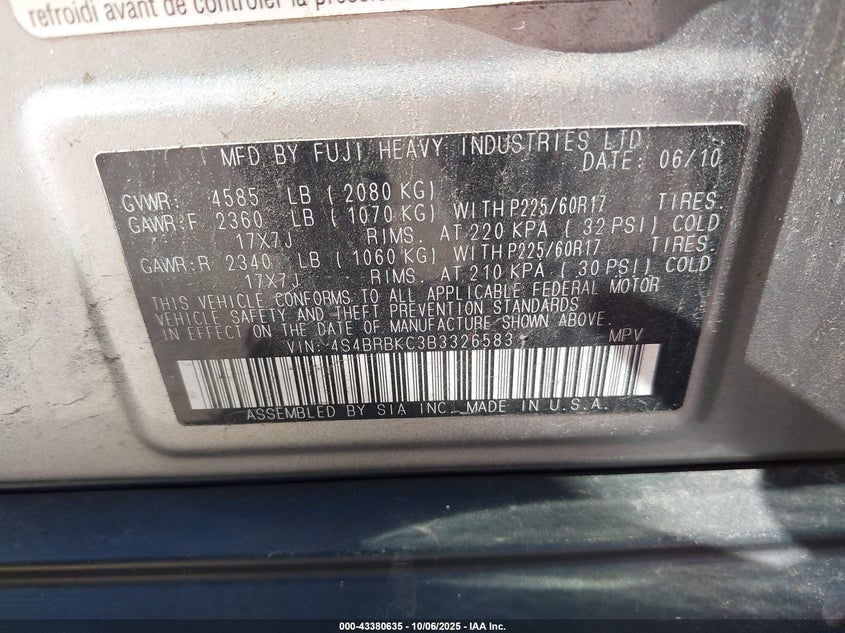 refroidi avant de contrôler la
MFD BY FUJI HEAVY INDUSTRIES LTD.
DATE: 06/10
GVWR: 4585 LB ( 2080 KG)
GAWR:F 2360 LB ( 1070 KG) WITH P225/60R17 TIRES.
17X7J RIMS. AT 220 KPA ( 32 PSI) COLD
GAWR:R 2340 LB ( 1060 KG) WITH P225/60R17 TIRES.
17X7J RIMS. AT 210 KPA ( 30 PSI) COLD
THIS VEHICLE CONFORMS TO ALL APPLICABLE FEDERAL MOTOR
VEHICLE SAFETY AND THEFT PREVENTION STANDARDS
IN EFFECT ON THE DATE OF MANUFACTURE SHOWN ABOVE.
VIN: 4S4BRBKC3B3326583 MPV
ASSEMBLED BY SIA INC. MADE IN U.S.A.
000-43380635 - 10/06/2025 - IAA Inc.